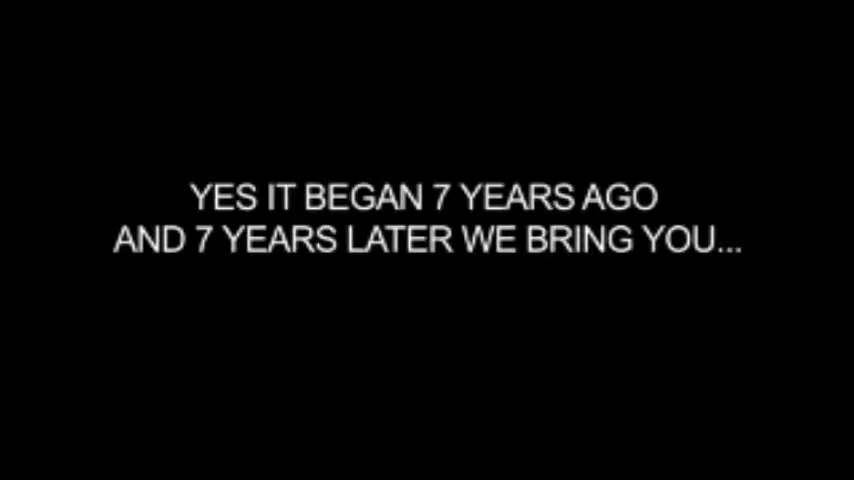 YES IT BEGAN 7 YEARS AGO
AND 7 YEARS LATER WE BRING YOU...